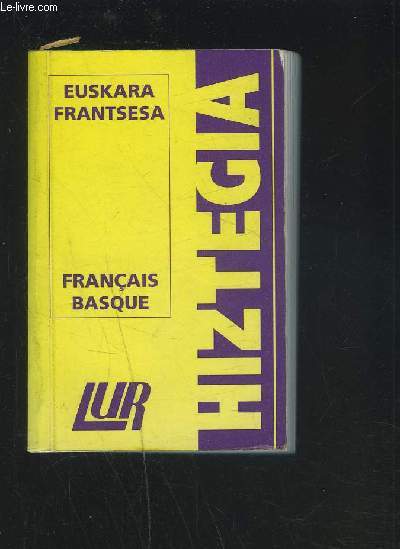 Le-livre.com
EUSKARA
FRANTSESA
FRANÇAIS
BASQUE
LUR
HIZTEGIA